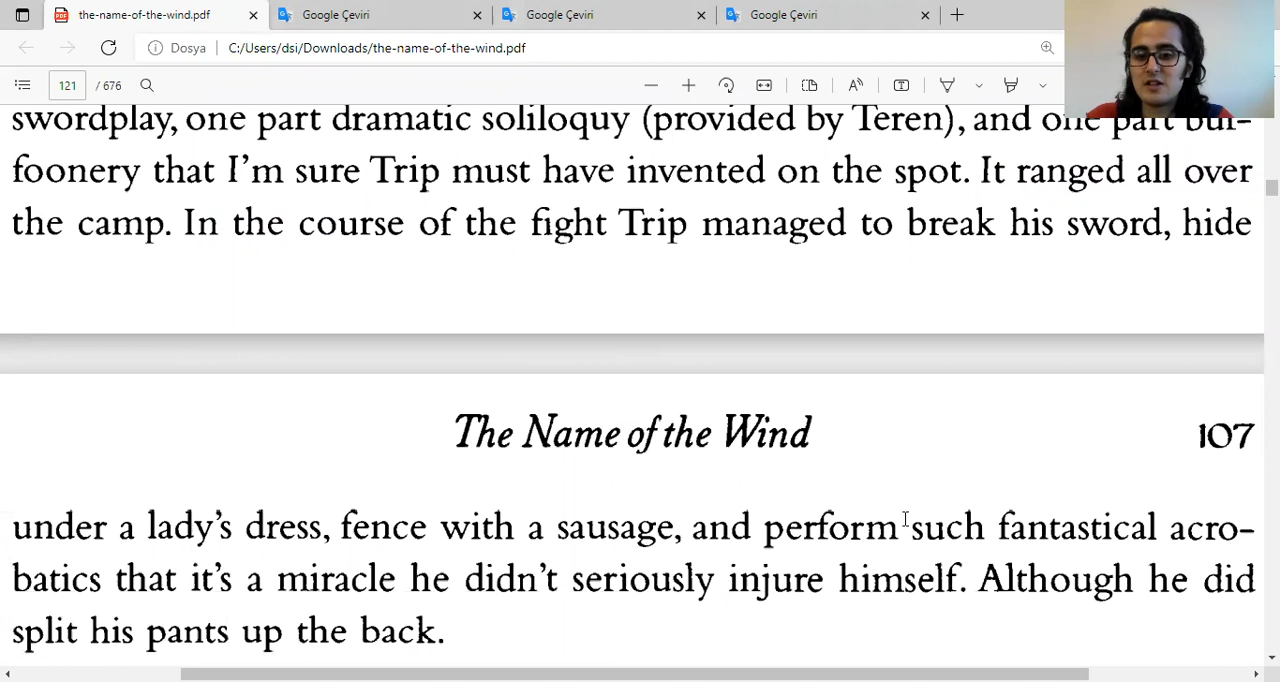 the-name-of-the-wind.pdf
Google Çeviri
Google Çeviri
Google Çeviri
Dosya
C:/Users/dsi/Downloads/the-name-of-the-wind.pdf
121 / 676
swordplay, one part dramatic soliloquy (provided by Teren), and one part buf-
foonery that I'm sure Trip must have invented on the spot. It ranged all over
the camp. In the course of the fight Trip managed to break his sword, hide
The Name of the Wind 107
under a lady's dress, fence with a sausage, and perform such fantastical acro-
batics that it's a miracle he didn't seriously injure himself. Although he did
split his pants up the back.